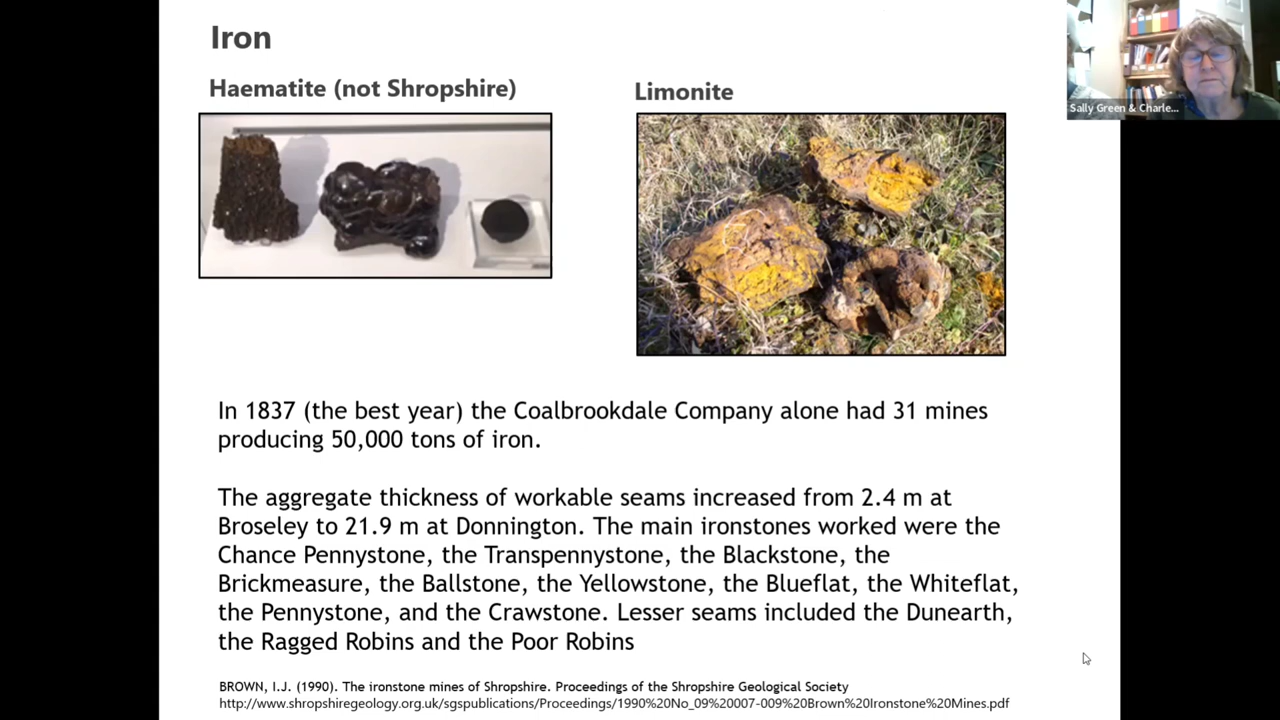 Iron
Haematite (not Shropshire)
Limonite
Sally Green & Charle...
In 1837 (the best year) the Coalbrookdale Company alone had 31 mines
producing 50,000 tons of iron.
The aggregate thickness of workable seams increased from 2.4 m at
Broseley to 21.9 m at Donnington. The main ironstones worked were the
Chance Pennystone, the Transpennystone, the Blackstone, the
Brickmeasure, the Ballstone, the Yellowstone, the Blueflat, the Whiteflat,
the Pennystone, and the Crawstone. Lesser seams included the Dunearth,
the Ragged Robins and the Poor Robins
BROWN, I.J. (1990). The ironstone mines of Shropshire. Proceedings of the Shropshire Geological Society
http://www.shropshiregeology.org.uk/sgspublications/Proceedings/1990%20No_09%20007-009%20Brown%20Ironstone%20Mines.pdf